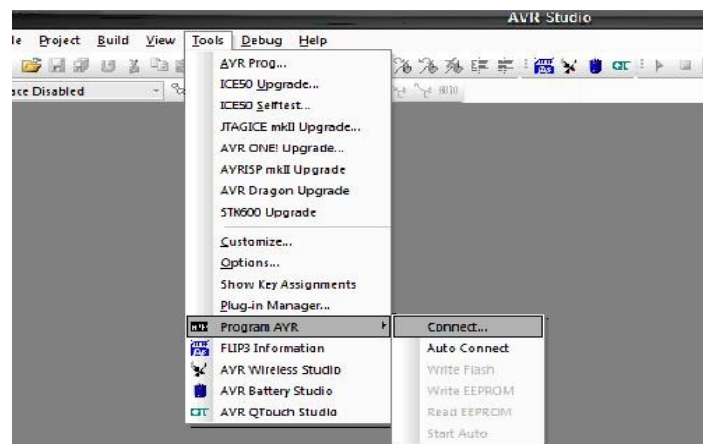 AVR Studio
le Project Build View Tools Debug Help
ace Disabled
AVR Prog...
ICE50 Upgrade...
ICE50 Selftest...
JTAGICE mkII Upgrade...
AVR ONE! Upgrade...
AVRISP mkII Upgrade
AVR Dragon Upgrade
STK600 Upgrade
Customize...
Options...
Show Key Assignments
Plug-in Manager...
Program AVR
Connect...
FLIP3 Information
Auto Connect
AVR Wireless Studio
Write Flash
AVR Battery Studio
Write EEPROM
AVR QTouch Studio
Read EEPROM
Start Auto